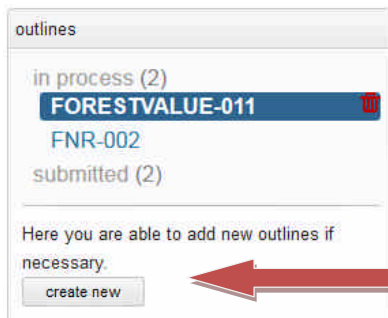 outlines
in process (2)
FORESTVALUE-011
FNR-002
submitted (2)
Here you are able to add new outlines if
necessary.
create new